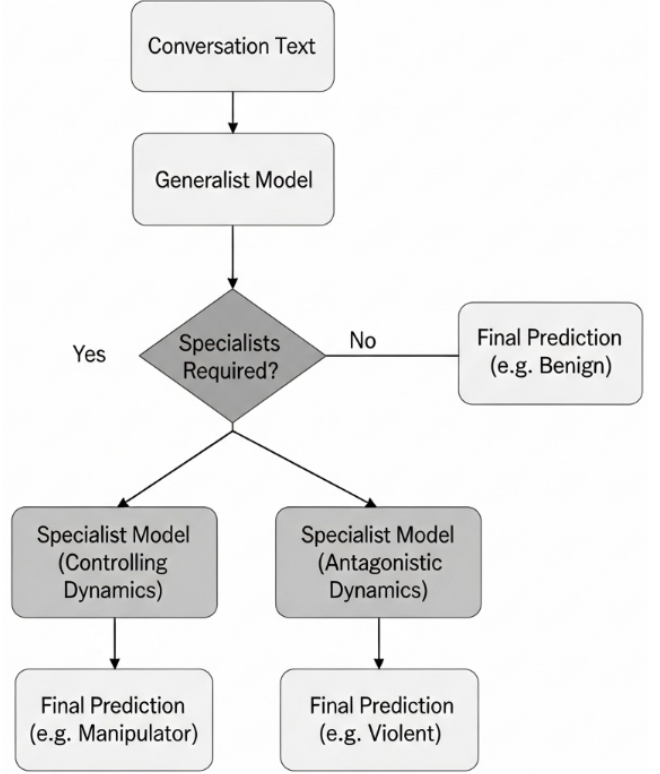 Conversation Text
Generalist Model
Specialists
Required?
Yes
No
Final Prediction
(e.g. Benign)
Specialist Model
(Controlling
Dynamics)
Specialist Model
(Antagonistic
Dynamics)
Final Prediction
(e.g. Manipulator)
Final Prediction
(e.g. Violent)